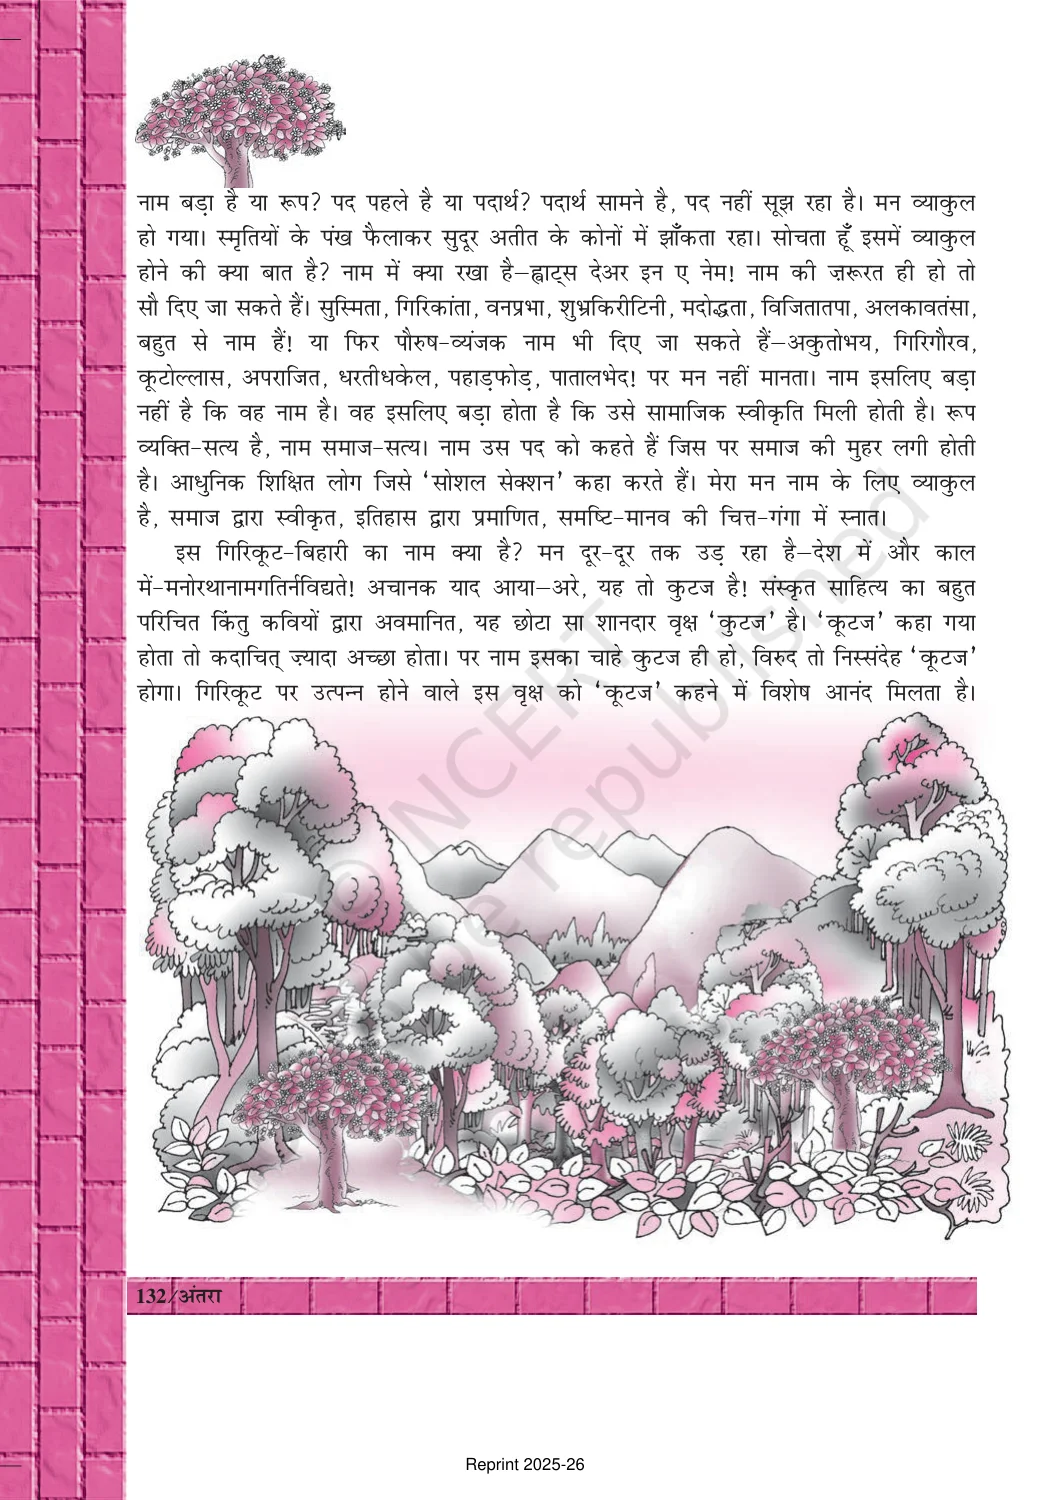 नाम बड़ा है या रूप? पद पहले है या पदार्थ? पदार्थ सामने है, पद नहीं सूझ रहा है। मन व्याकुल
हो गया। स्मृतियों के पंख फैलाकर सुदूर अतीत के कोनों में झाँकता रहा। सोचता हूँ इसमें व्याकुल
होने की क्या बात है? नाम में क्या रखा है–ह्वाट्स देअर इन ए नेम! नाम की ज़रूरत ही हो तो
सौ दिए जा सकते हैं। सुस्मिता, गिरिकांता, वनप्रभा, शुभ्रकिरीटिनी, मदोद्धता, विजितातपा, अलकावतंसा,
बहुत से नाम हैं! या फिर पौरुष-व्यंजक नाम भी दिए जा सकते हैं–अकुतोभय, गिरिगौरव,
कूटोल्लास, अपराजित, धरतीधकेल, पहाड़फोड़, पातालभेद! पर मन नहीं मानता। नाम इसलिए बड़ा
नहीं है कि वह नाम है। वह इसलिए बड़ा होता है कि उसे सामाजिक स्वीकृति मिली होती है। रूप
व्यक्ति-सत्य है, नाम समाज-सत्य। नाम उस पद को कहते हैं जिस पर समाज की मुहर लगी होती
है। आधुनिक शिक्षित लोग जिसे ‘सोशल सेक्शन’ कहा करते हैं। मेरा मन नाम के लिए व्याकुल
है, समाज द्वारा स्वीकृत, इतिहास द्वारा प्रमाणित, समष्टि-मानव की चित्त-गंगा में स्नात।
इस गिरिकूट-बिहारी का नाम क्या है? मन दूर-दूर तक उड़ रहा है–देश में और काल
में-मनोरथानामगतिर्नविद्यते! अचानक याद आया–अरे, यह तो कुटज है! संस्कृत साहित्य का बहुत
परिचित किंतु कवियों द्वारा अवमानित, यह छोटा सा शानदार वृक्ष ‘कुटज’ है। ‘कूटज’ कहा गया
होता तो कदाचित् ज्यादा अच्छा होता। पर नाम इसका चाहे कुटज ही हो, विरुद तो निस्संदेह ‘कूटज’
होगा। गिरिकूट पर उत्पन्न होने वाले इस वृक्ष को ‘कूटज’ कहने में विशेष आनंद मिलता है।
© NCERT
be republished
132/अंतरा
Reprint 2025-26